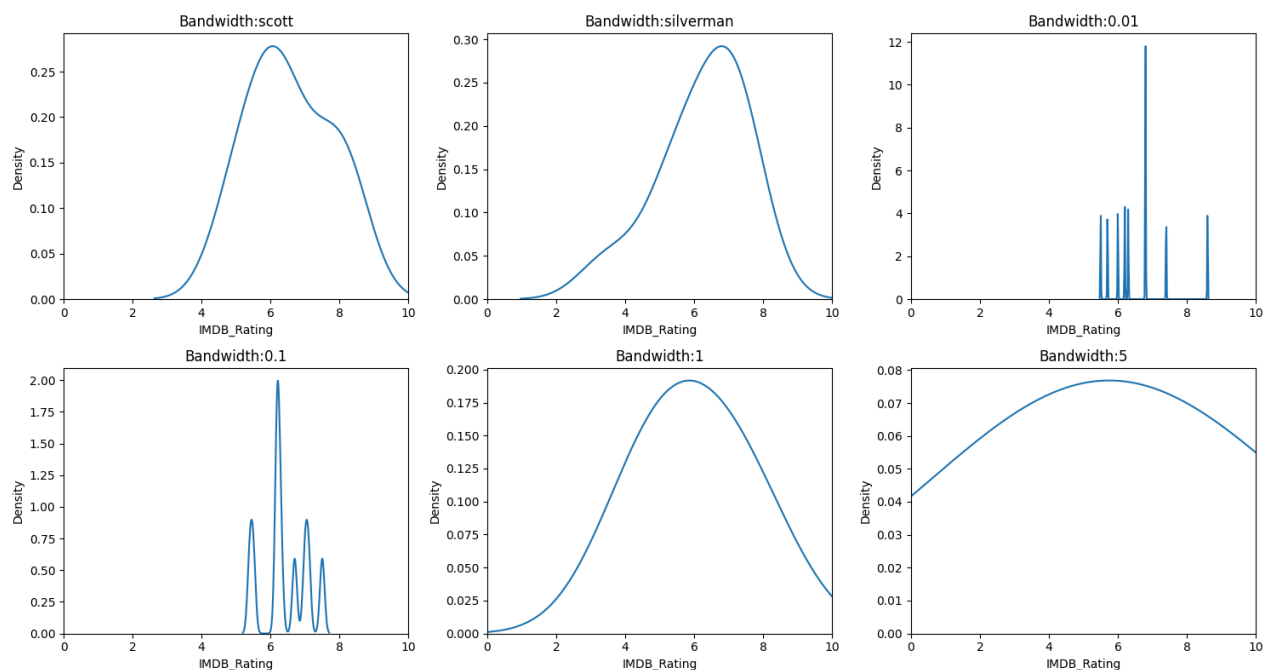 Bandwidth:scott
0.25
0.20
0.15
0.10
0.05
0.00
Density
0 2 4 6 8 10
IMDB_Rating
Bandwidth:silverman
0.30
0.25
0.20
0.15
0.10
0.05
0.00
Density
0 2 4 6 8 10
IMDB_Rating
Bandwidth:0.01
12
10
8
6
4
2
0
Density
0 2 4 6 8 10
IMDB_Rating
Bandwidth:0.1
2.00
1.75
1.50
1.25
1.00
0.75
0.50
0.25
0.00
Density
0 2 4 6 8 10
IMDB_Rating
Bandwidth:1
0.200
0.175
0.150
0.125
0.100
0.075
0.050
0.025
0.000
Density
0 2 4 6 8 10
IMDB_Rating
Bandwidth:5
0.08
0.07
0.06
0.05
0.04
0.03
0.02
0.01
0.00
Density
0 2 4 6 8 10
IMDB_Rating